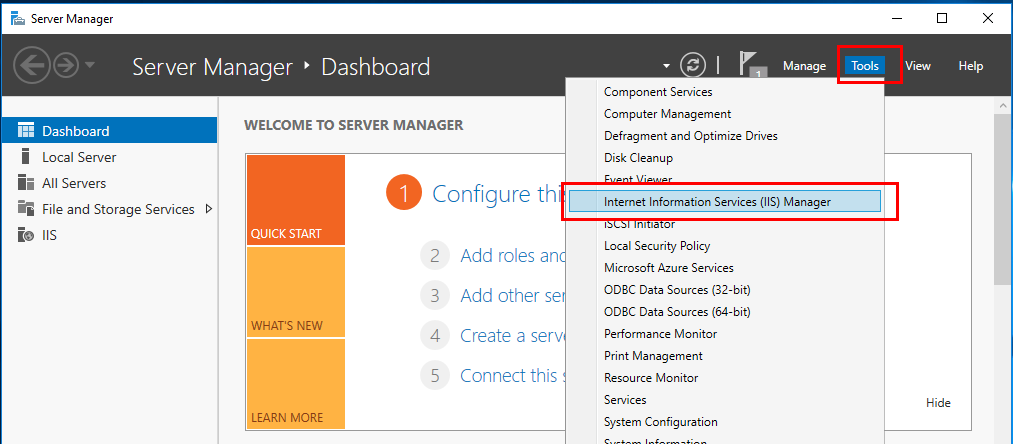 Server Manager
Server Manager ‣ Dashboard
1
Manage
Tools
View
Help
Dashboard
Local Server
All Servers
File and Storage Services
IIS
WELCOME TO SERVER MANAGER
QUICK START
WHAT'S NEW
LEARN MORE
1 Configure this
2 Add roles and
3 Add other ser
4 Create a serve
5 Connect this s
Hide
Component Services
Computer Management
Defragment and Optimize Drives
Disk Cleanup
Event Viewer
Internet Information Services (IIS) Manager
iSCSI Initiator
Local Security Policy
Microsoft Azure Services
ODBC Data Sources (32-bit)
ODBC Data Sources (64-bit)
Performance Monitor
Print Management
Resource Monitor
Services
System Configuration
System Information